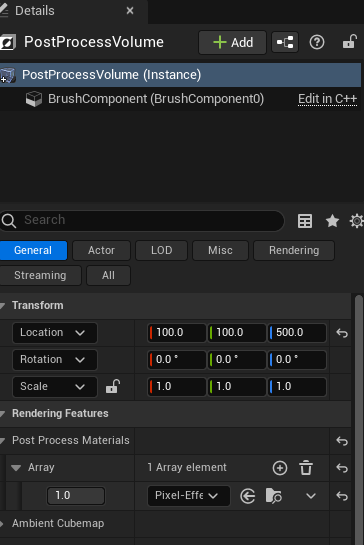 Details
PostProcessVolume
Add
PostProcessVolume (Instance)
BrushComponent (BrushComponent0)
Edit in C++
Search
General Actor LOD Misc Rendering
Streaming All
Transform
Location 100.0 100.0 500.0
Rotation 0.0 ° 0.0 ° 0.0 °
Scale 1.0 1.0 1.0
Rendering Features
Post Process Materials
Array 1 Array element
1.0 Pixel-Effe
Ambient Cubemap